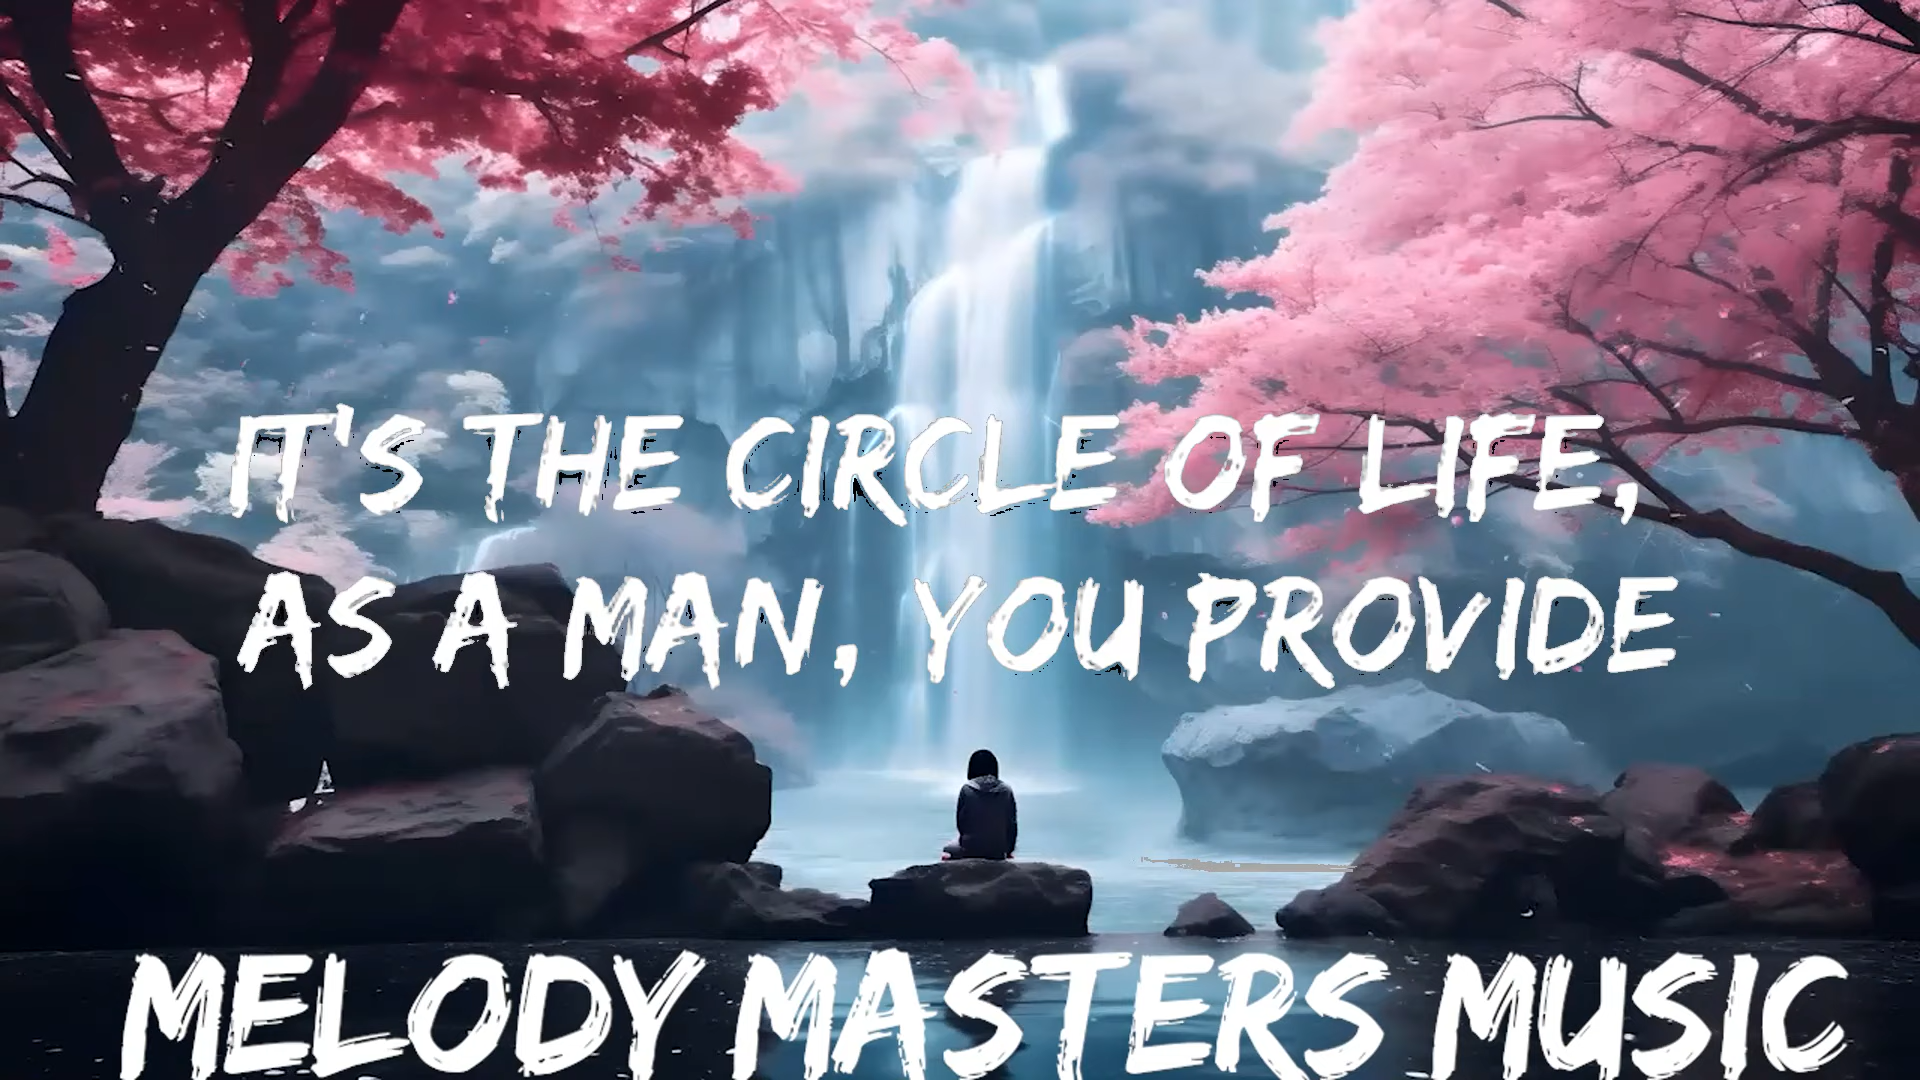 IT'S THE CIRCLE OF LIFE,
AS A MAN, YOU PROVIDE
MELODY MASTERS MUSIC